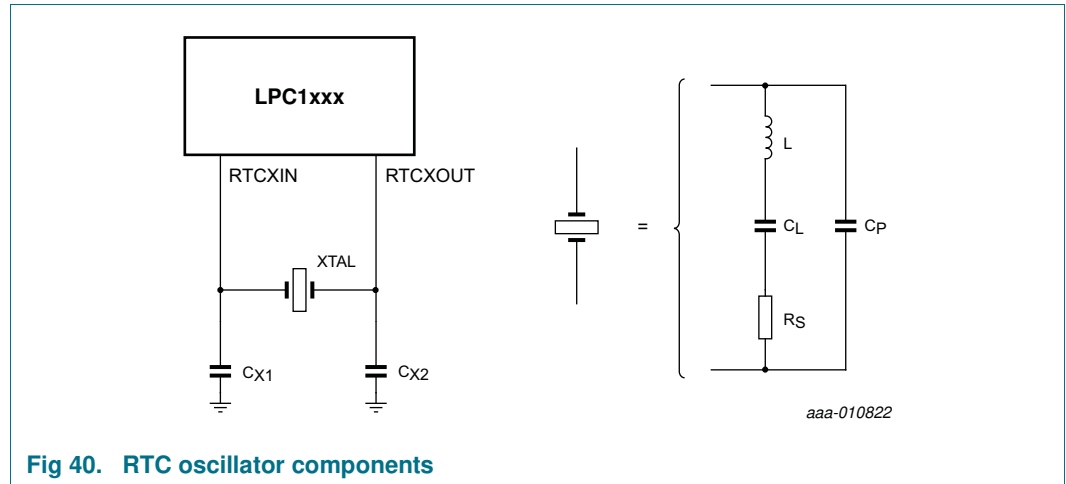 LPC1xxx
RTCXIN
RTCXOUT
XTAL
CX1
CX2
=
L
CL
CP
RS
aaa-010822
Fig 40. RTC oscillator components